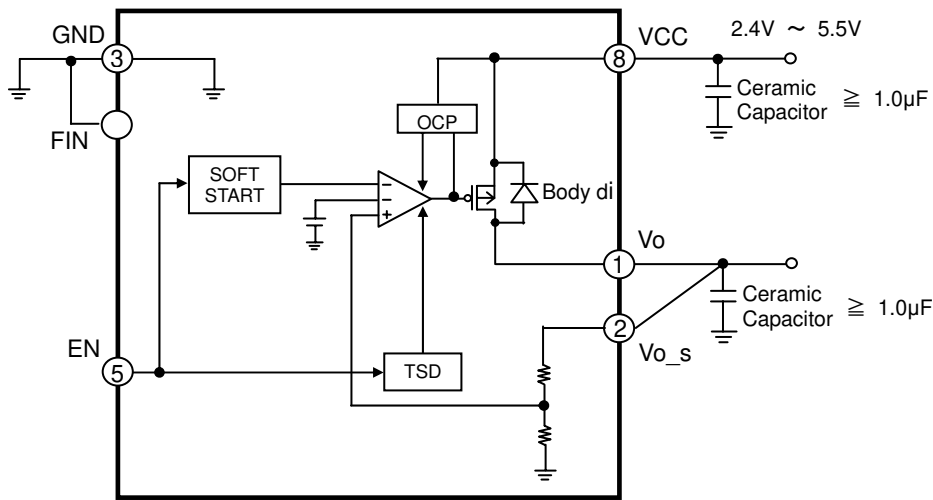 GND
3
FIN
VCC
8
2.4V ～ 5.5V
Ceramic
Capacitor ≧ 1.0µF
OCP
SOFT
START
−
−
+
Body di
Vo
1
Ceramic
Capacitor ≧ 1.0µF
2
Vo_s
EN
5
TSD